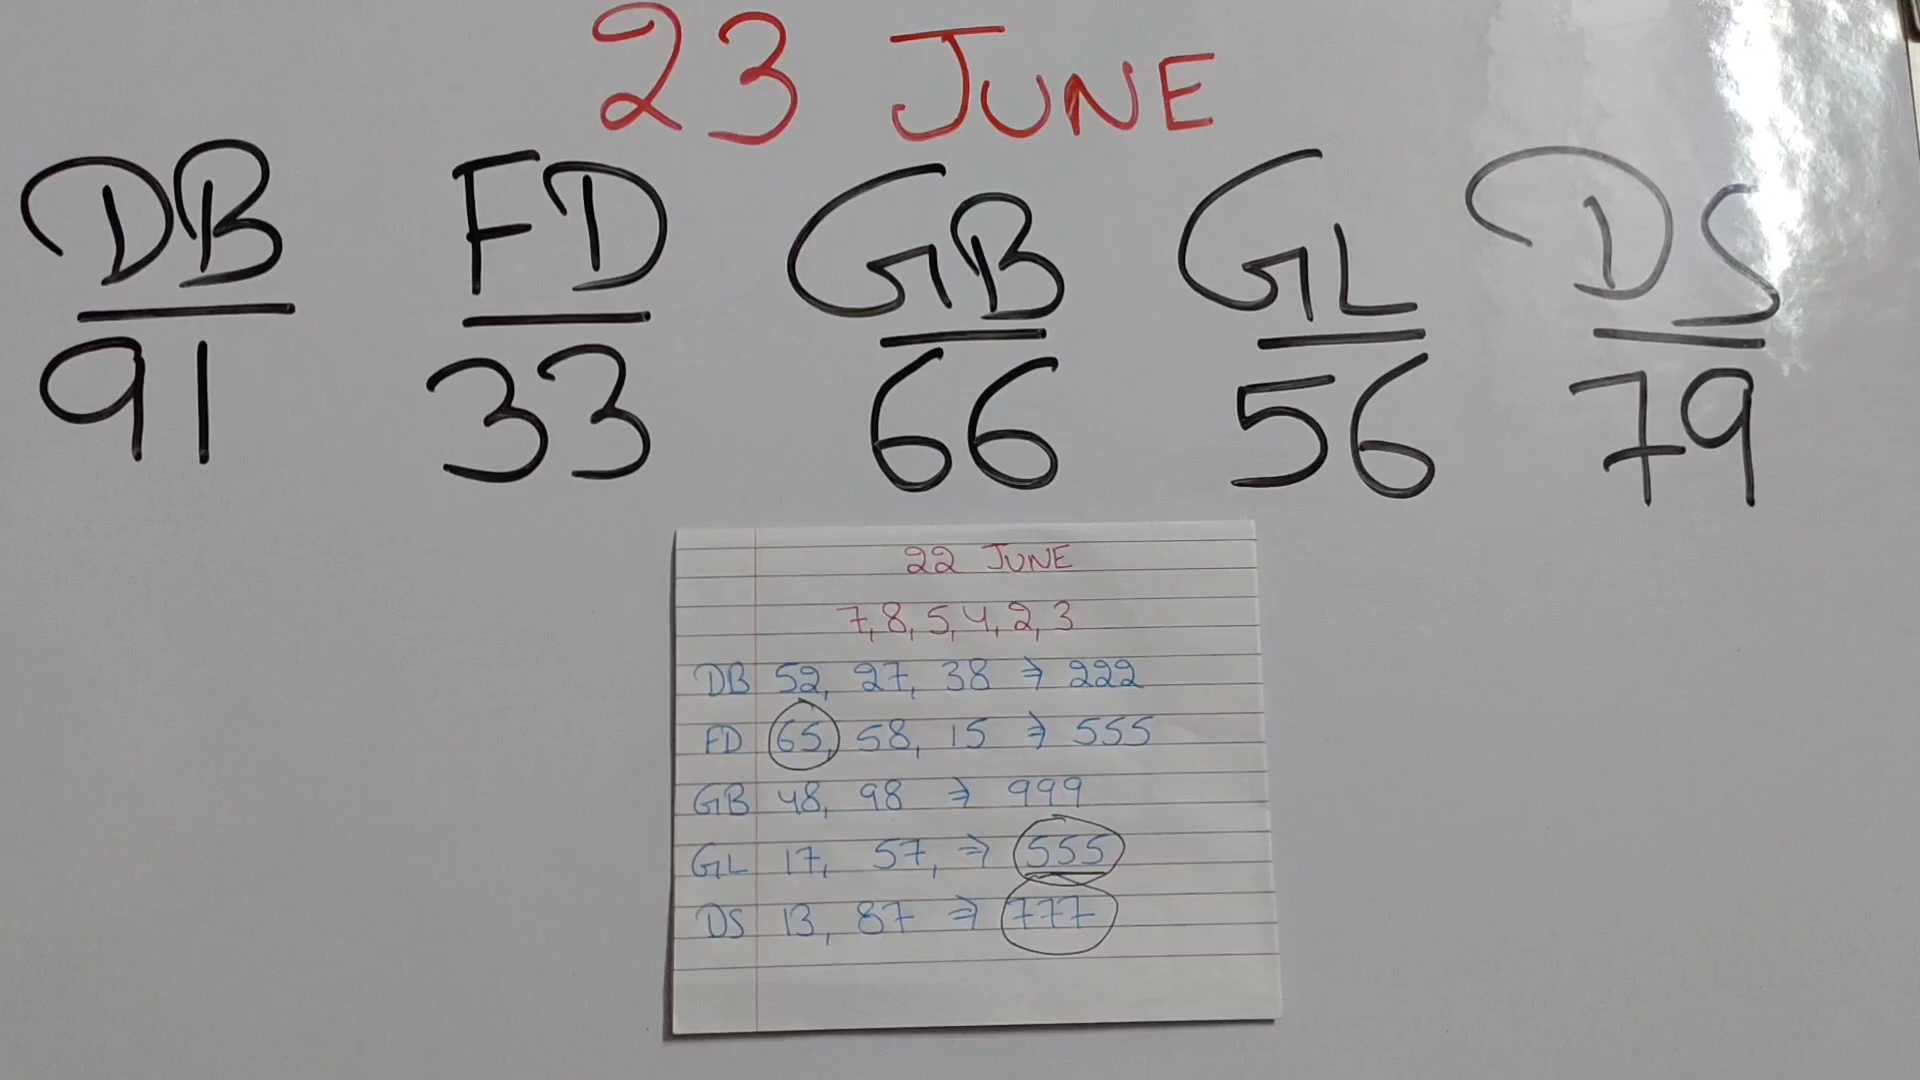 23 JUNE
DB FD GB GL DS
91 33 66 56 79
22 JUNE
7, 8, 5, 4, 2, 3
DB 52, 27, 38 ⇒ 222
FD 65, 58, 15 ⇒ 555
GB 48, 98 ⇒ 999
GL 17, 57, ⇒ 555
DS 13, 87 ⇒ 777